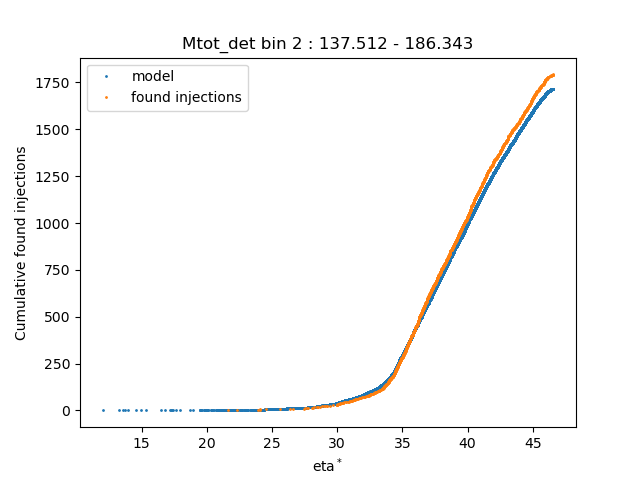 Mtot_det bin 2 : 137.512 - 186.343
model
found injections
Cumulative found injections
1750
1500
1250
1000
750
500
250
0
15 20 25 30 35 40 45
eta*